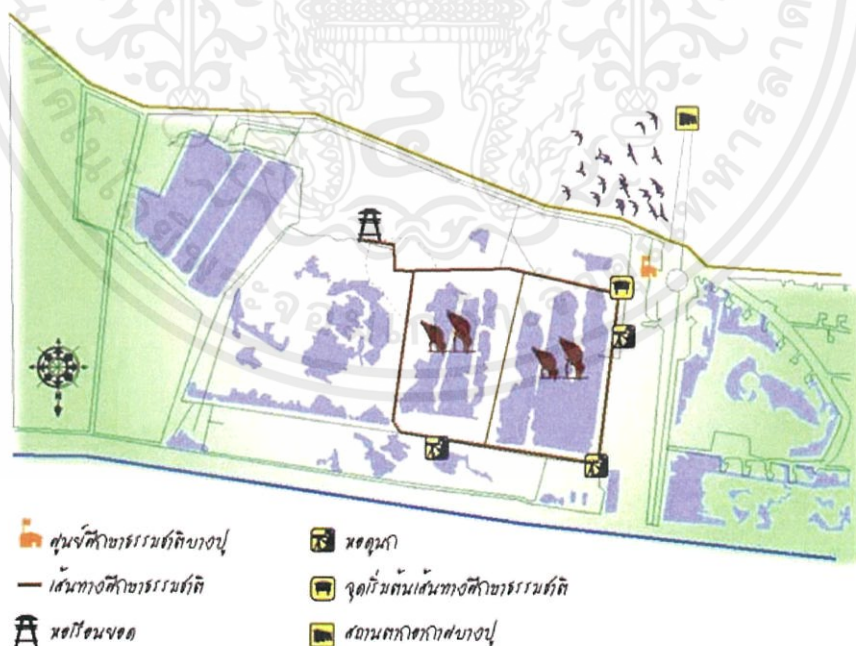 N
ศูนย์ศึกษาธรรมชาติบางปู
หอดูนก
เส้นทางศึกษาธรรมชาติ
จุดเริ่มต้นเส้นทางศึกษาธรรมชาติ
หอเรือนยอด
สถานตากอากาศบางปู